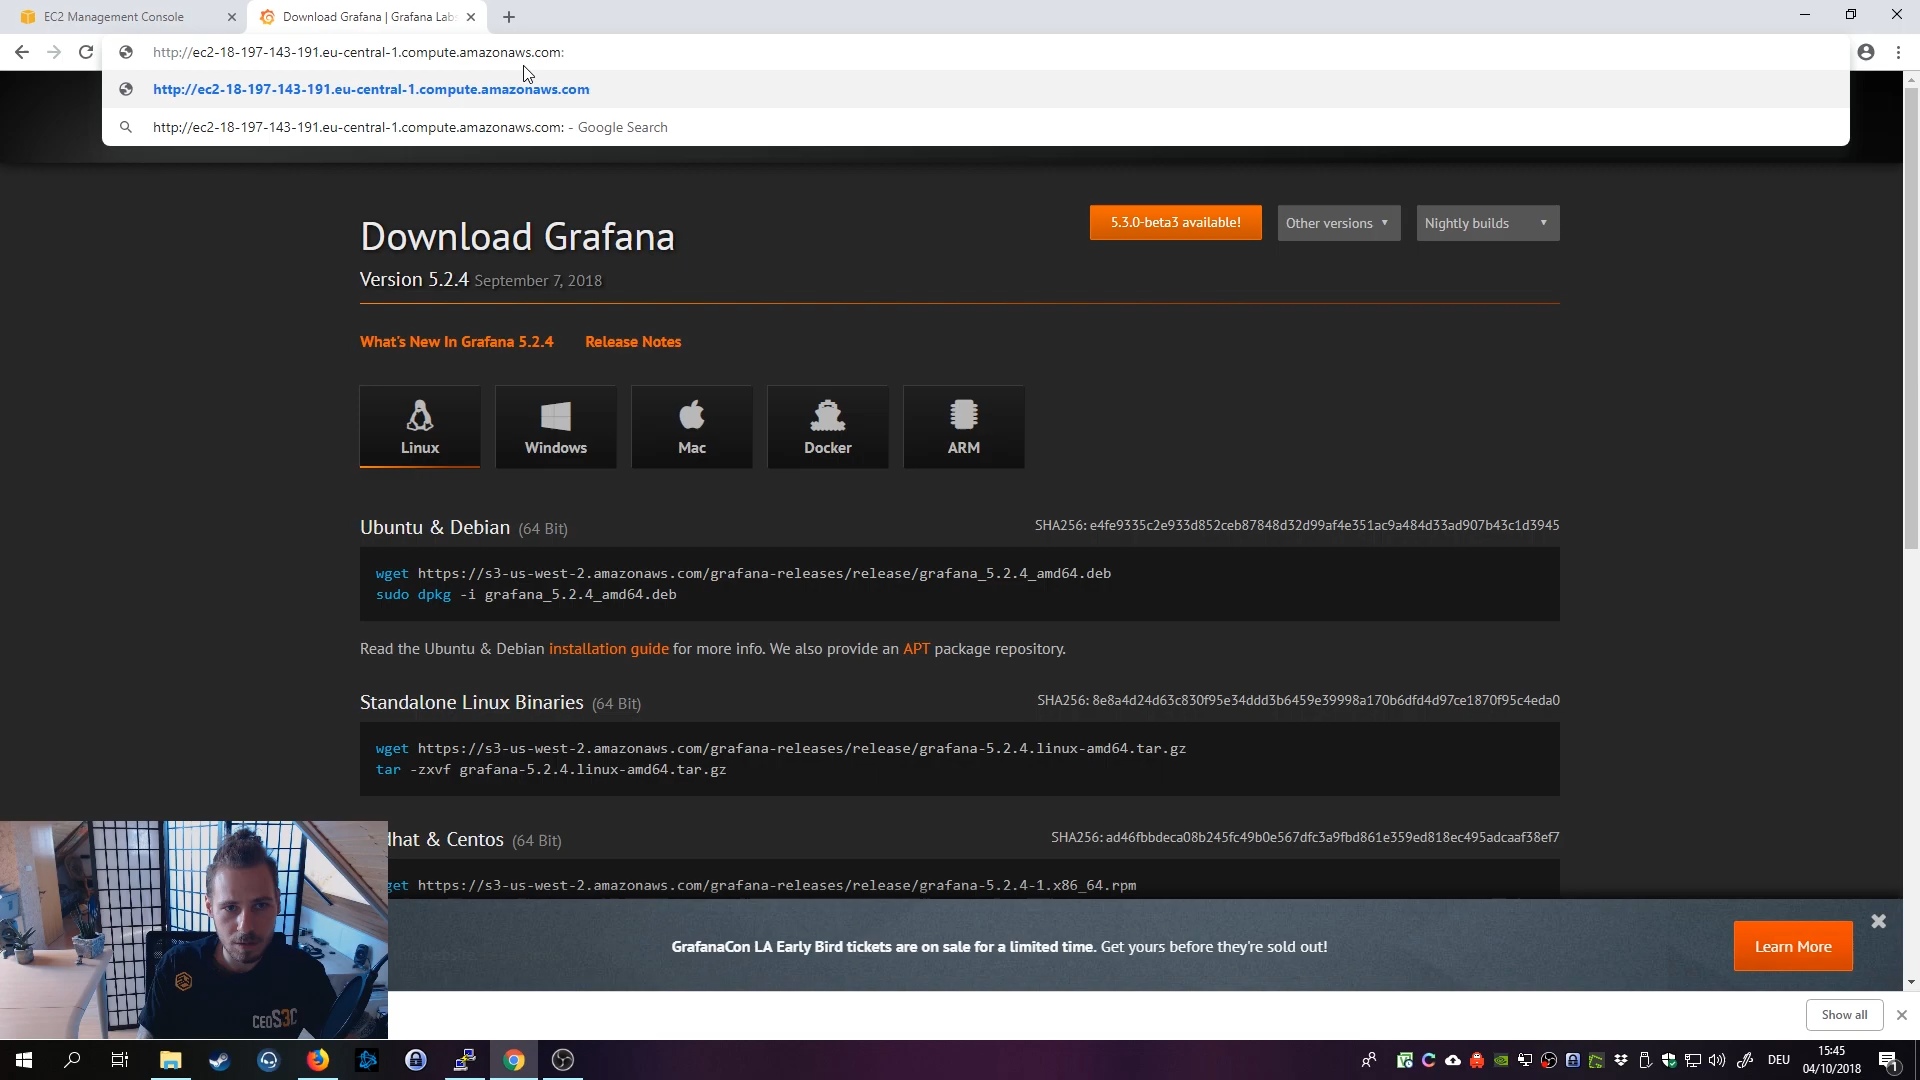 EC2 Management Console
Download Grafana | Grafana Labs
http://ec2-18-197-143-191.eu-central-1.compute.amazonaws.com:
http://ec2-18-197-143-191.eu-central-1.compute.amazonaws.com
http://ec2-18-197-143-191.eu-central-1.compute.amazonaws.com: - Google Search
Download Grafana
5.3.0-beta3 available!
Other versions
Nightly builds
Version 5.2.4 September 7, 2018
What's New In Grafana 5.2.4
Release Notes
Linux
Windows
Mac
Docker
ARM
Ubuntu & Debian (64 Bit)
SHA256: e4fe9335c2e933d852ceb87848d32d99af4e351ac9a484d33ad907b43c1d3945
wget https://s3-us-west-2.amazonaws.com/grafana-releases/release/grafana_5.2.4_amd64.deb
sudo dpkg -i grafana_5.2.4_amd64.deb
Read the Ubuntu & Debian installation guide for more info. We also provide an APT package repository.
Standalone Linux Binaries (64 Bit)
SHA256: 8e8a4d24d63c830f95e34ddd3b6459e39998a170b6dfd4d97ce1870f95c4eda0
wget https://s3-us-west-2.amazonaws.com/grafana-releases/release/grafana-5.2.4.linux-amd64.tar.gz
tar -zxvf grafana-5.2.4.linux-amd64.tar.gz
dhat & Centos (64 Bit)
SHA256: ad46fbbdeca08b245fc49b0e567dfc3a9fbd861e359ed818ec495adcaaf38ef7
get https://s3-us-west-2.amazonaws.com/grafana-releases/release/grafana-5.2.4-1.x86_64.rpm
GrafanaCon LA Early Bird tickets are on sale for a limited time. Get yours before they're sold out!
Learn More
CEOS3C
Show all
DEU
15:45
04/10/2018
1